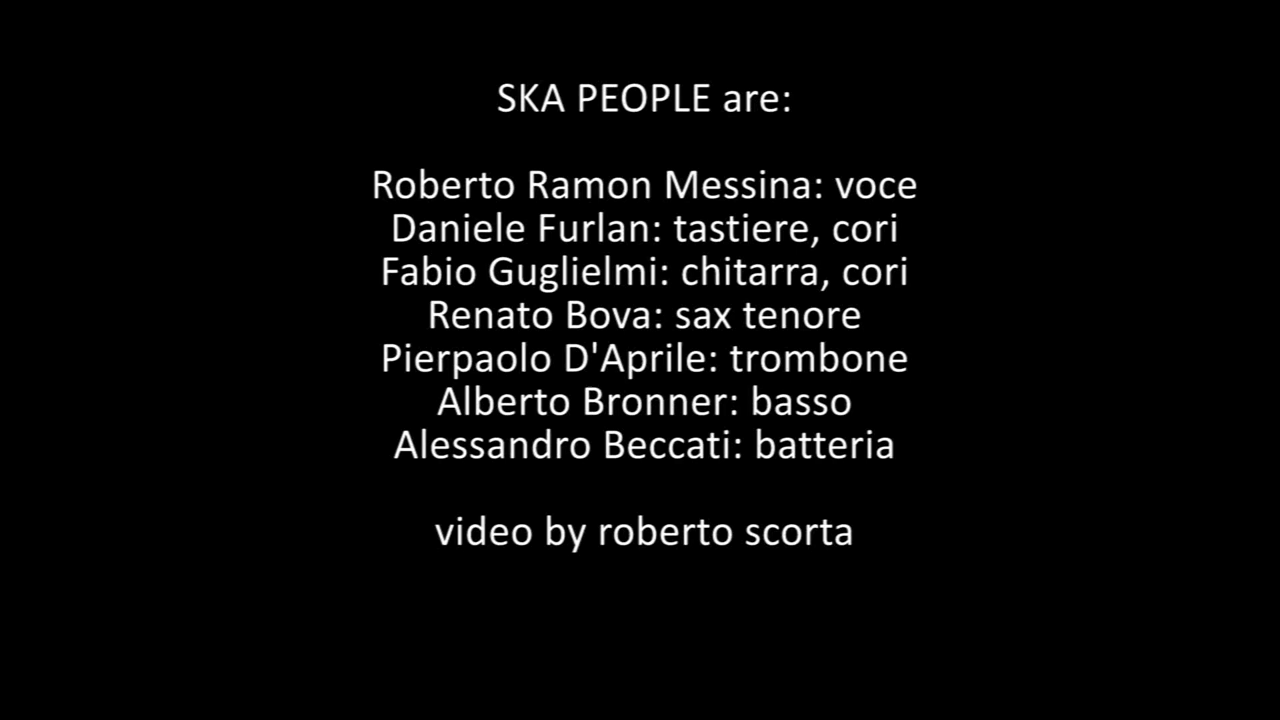 SKA PEOPLE are:
Roberto Ramon Messina: voce
Daniele Furlan: tastiere, cori
Fabio Guglielmi: chitarra, cori
Renato Bova: sax tenore
Pierpaolo D'Aprile: trombone
Alberto Bronner: basso
Alessandro Beccati: batteria
video by roberto scorta